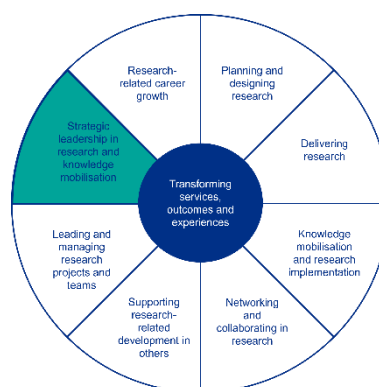 Research-
related career
growth
Planning and
designing
research
Strategic
leadership in
research and
knowledge
mobilisation
Delivering
research
Transforming
services,
outcomes and
experiences
Leading and
managing
research
projects and
teams
Knowledge
mobilisation
and research
implementation
Supporting
research-
related
development in
others
Networking
and
collaborating in
research